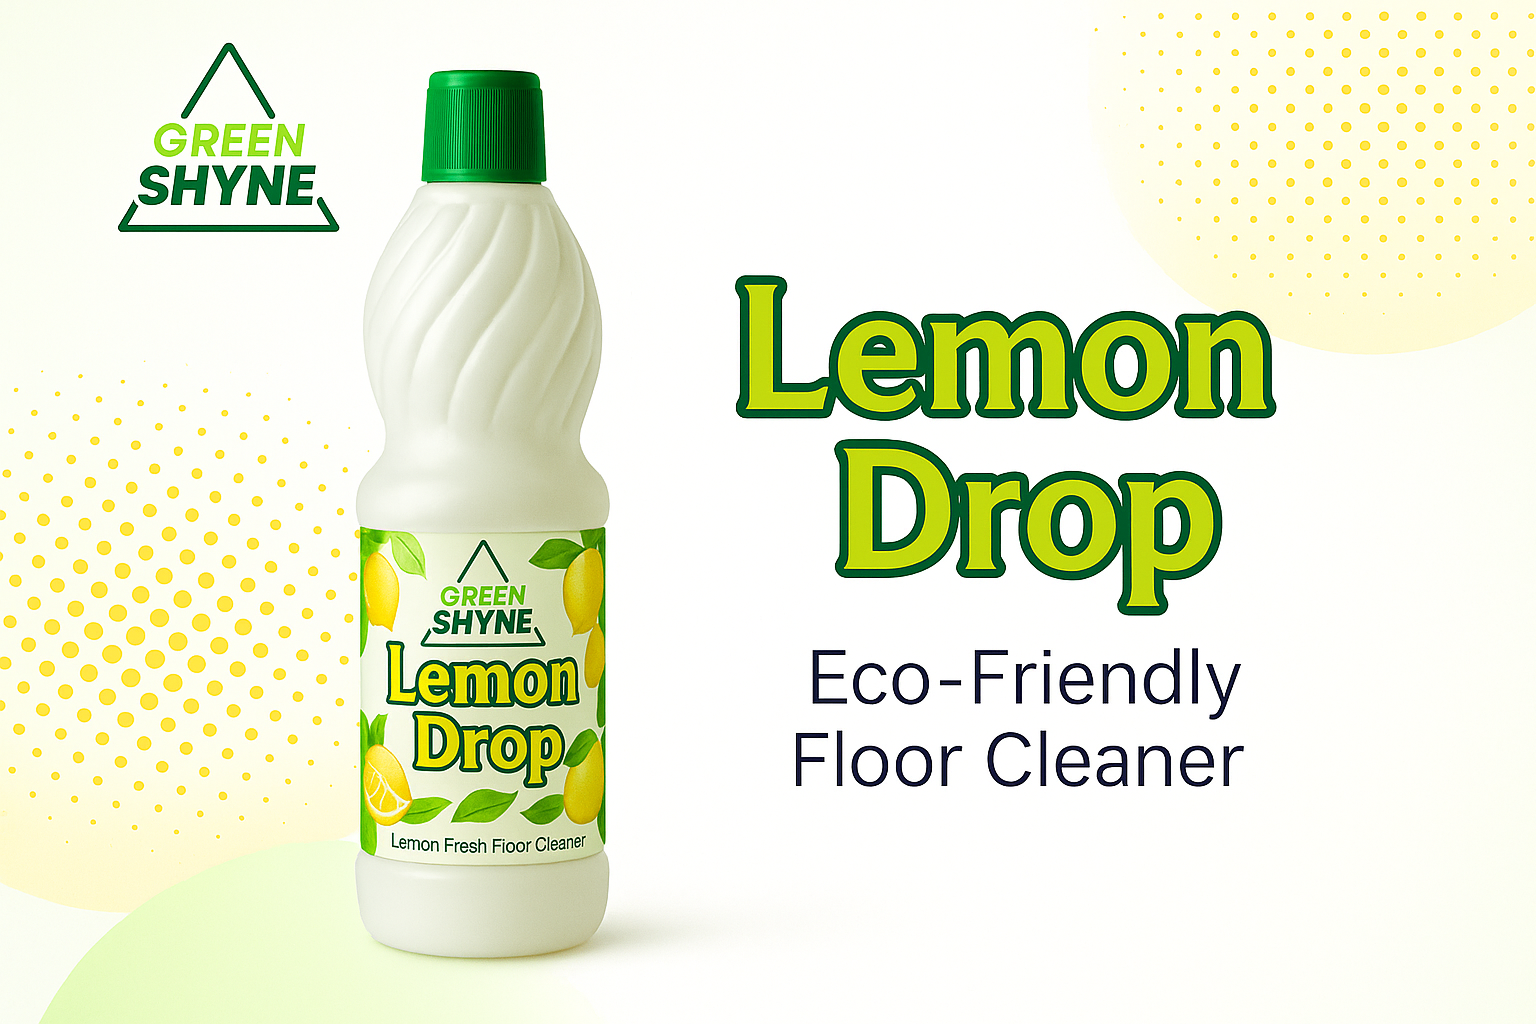 GREEN
SHYNE
Lemon
Drop
Eco-Friendly
Floor Cleaner
GREEN
SHYNE
Lemon
Drop
Lemon Fresh Floor Cleaner